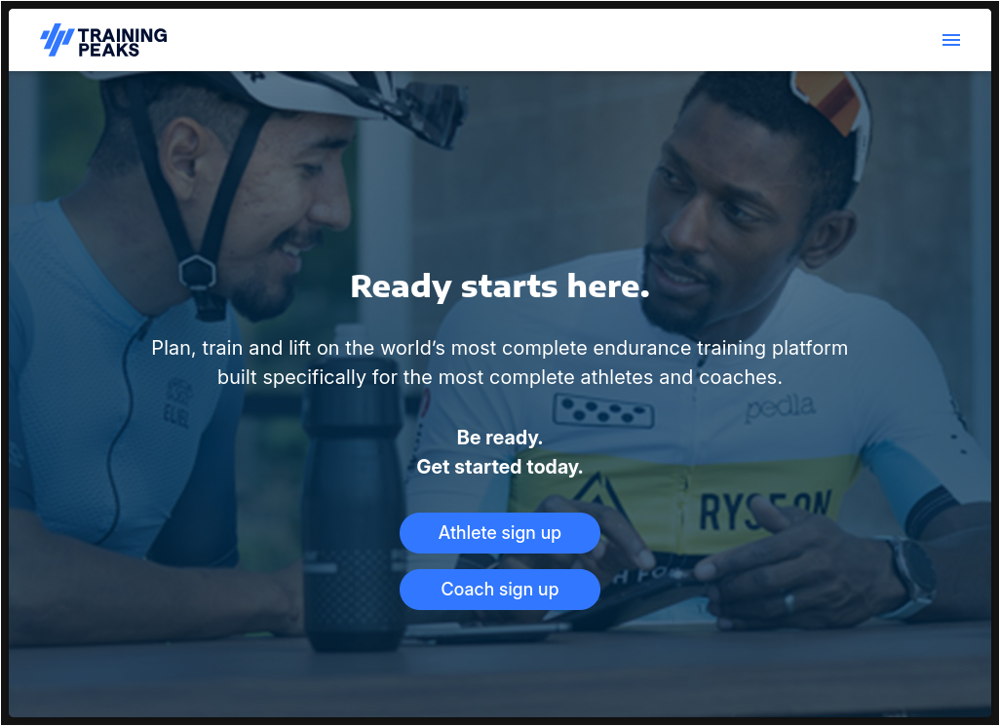 TRAINING
PEAKS
Ready starts here.
Plan, train and lift on the world’s most complete endurance training platform
built specifically for the most complete athletes and coaches.
pedla
Be ready.
Get started today.
RYSEON
Athlete sign up
Coach sign up